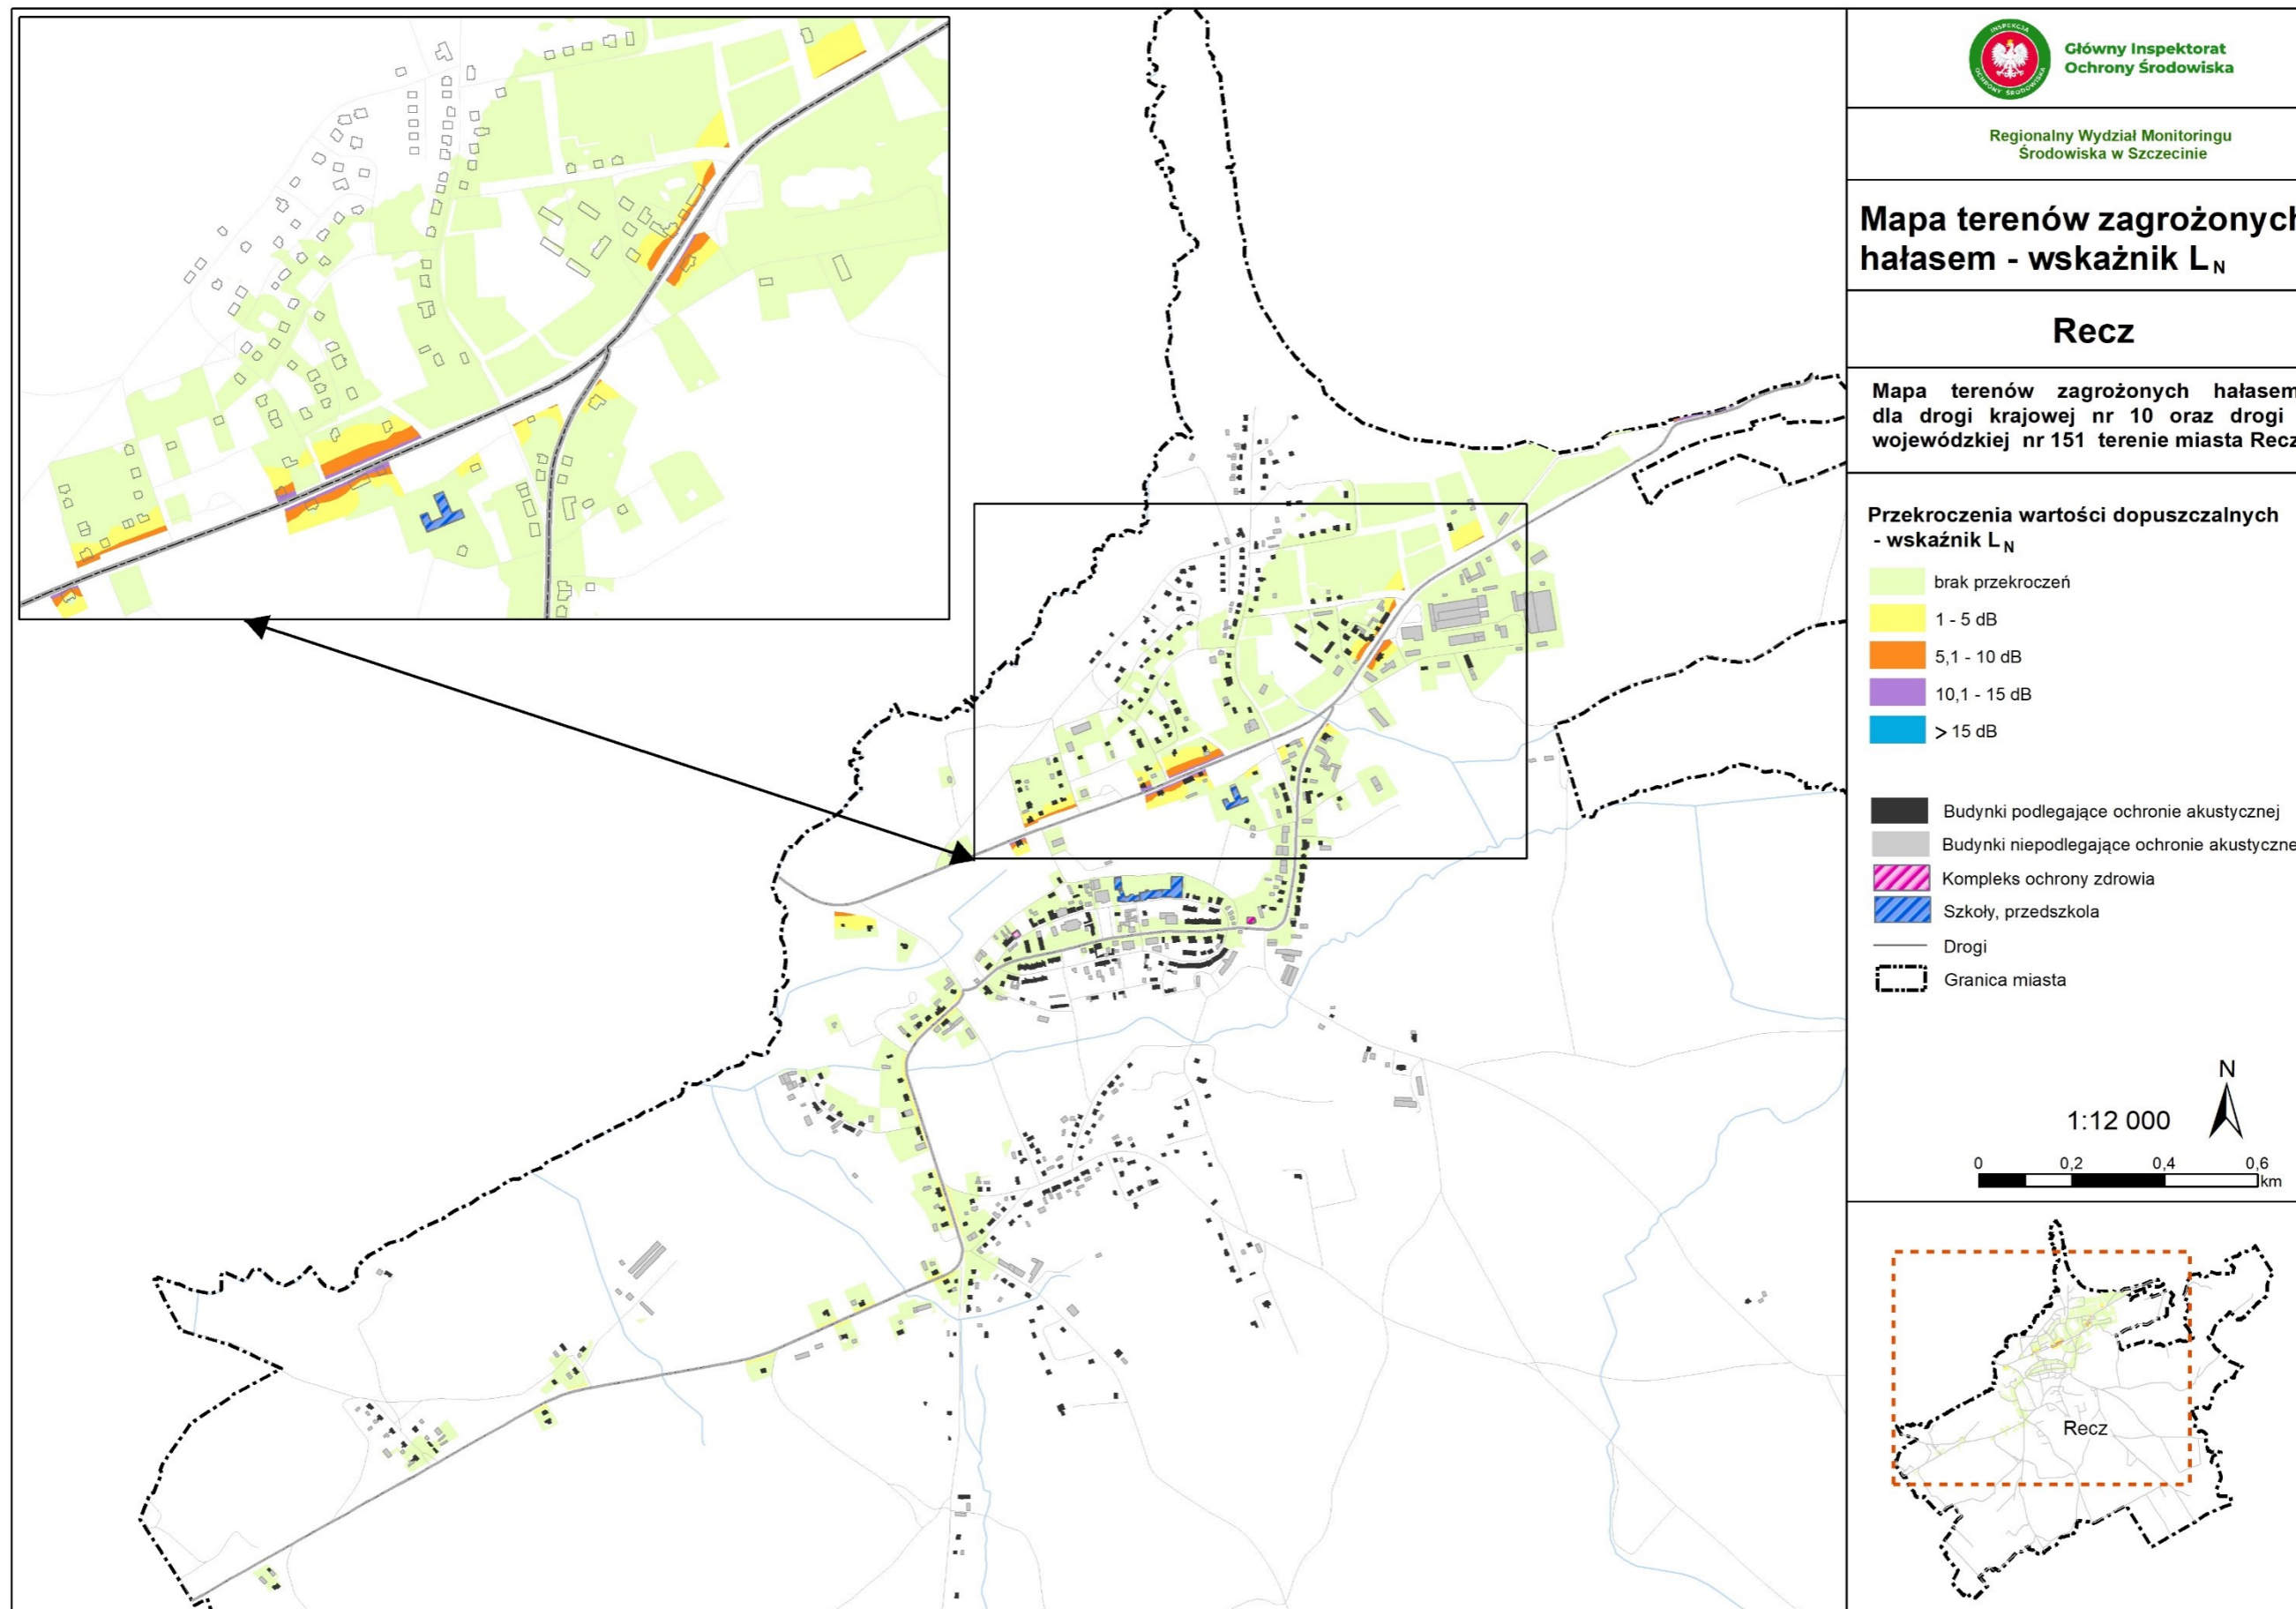 INSPEKCJA
OCHRONY ŚRODOWISKA
Główny Inspektorat
Ochrony Środowiska
Regionalny Wydział Monitoringu
Środowiska w Szczecinie
Mapa terenów zagrożonych
hałasem - wskażnik L N
Recz
Mapa terenów zagrożonych hałasem
dla drogi krajowej nr 10 oraz drogi
wojewódzkiej nr 151 terenie miasta Recz
Przekroczenia wartości dopuszczalnych
- wskaźnik L N
brak przekroczeń
1 - 5 dB
5,1 - 10 dB
10,1 - 15 dB
> 15 dB
Budynki podlegające ochronie akustycznej
Budynki niepodlegające ochronie akustyczne
Kompleks ochrony zdrowia
Szkoły, przedszkola
Drogi
Granica miasta
N
1:12 000
0 0,2 0,4 0,6
km
Recz